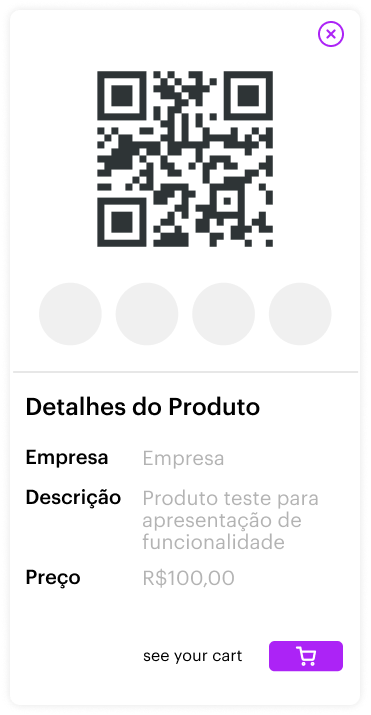 Detalhes do Produto
Empresa Empresa
Descrição Produto teste para
apresentação de
funcionalidade
Preço R$100,00
see your cart